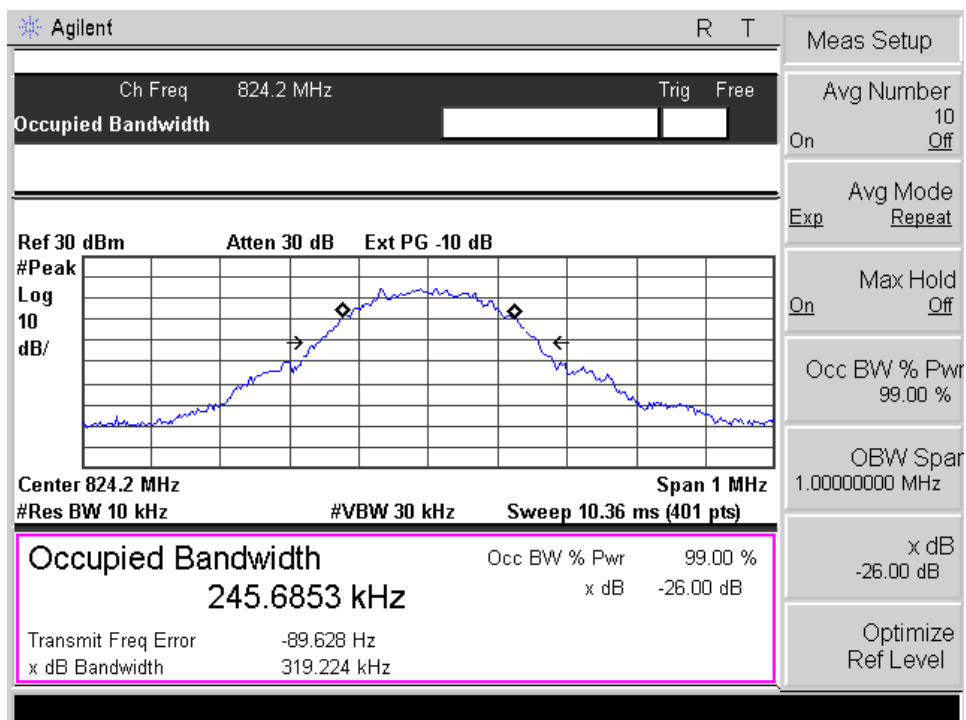 Agilent R T
Ch Freq 824.2 MHz Trig Free
Occupied Bandwidth
Ref 30 dBm Atten 30 dB Ext PG -10 dB
#Peak
Log
10
dB/
Center 824.2 MHz Span 1 MHz
#Res BW 10 kHz #VBW 30 kHz Sweep 10.36 ms (401 pts)
Occupied Bandwidth Occ BW % Pwr 99.00 %
245.6853 kHz x dB -26.00 dB
Transmit Freq Error -89.628 Hz
x dB Bandwidth 319.224 kHz
Meas Setup
Avg Number
10
On Off
Avg Mode
Exp Repeat
Max Hold
On Off
Occ BW % Pwr
99.00 %
OBW Span
1.00000000 MHz
x dB
-26.00 dB
Optimize
Ref Level